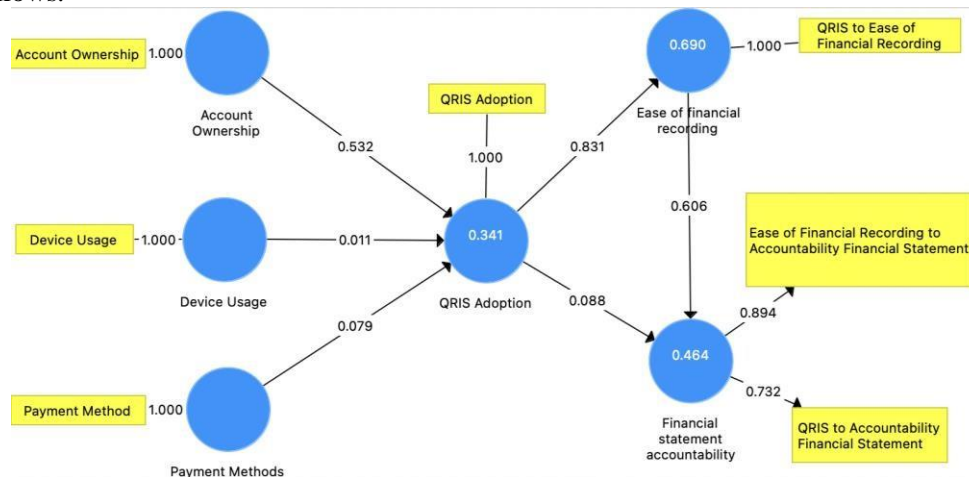 Account Ownership
1.000
Account
Ownership
0.532
Device Usage
1.000
Device Usage
0.011
Payment Method
1.000
Payment Methods
0.079
QRIS Adoption
1.000
0.341
QRIS Adoption
0.831
0.088
0.690
Ease of financial
recording
1.000
QRIS to Ease of
Financial Recording
0.606
0.464
Financial
statement
accountability
0.894
Ease of Financial Recording to
Accountability Financial Statement
0.732
QRIS to Accountability
Financial Statement